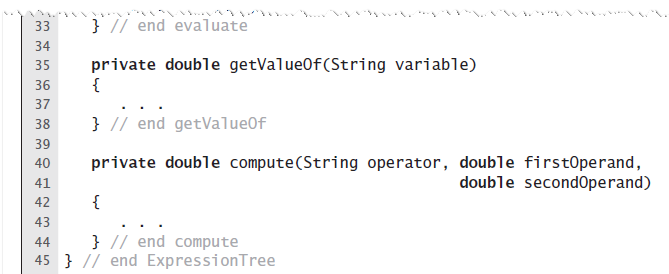 33 } // end evaluate
34
35 private double getValueOf(String variable)
36 {
37 . . .
38 } // end getValueOf
39
40 private double compute(String operator, double firstOperand,
41 double secondOperand)
42 {
43 . . .
44 } // end compute
45 } // end ExpressionTree